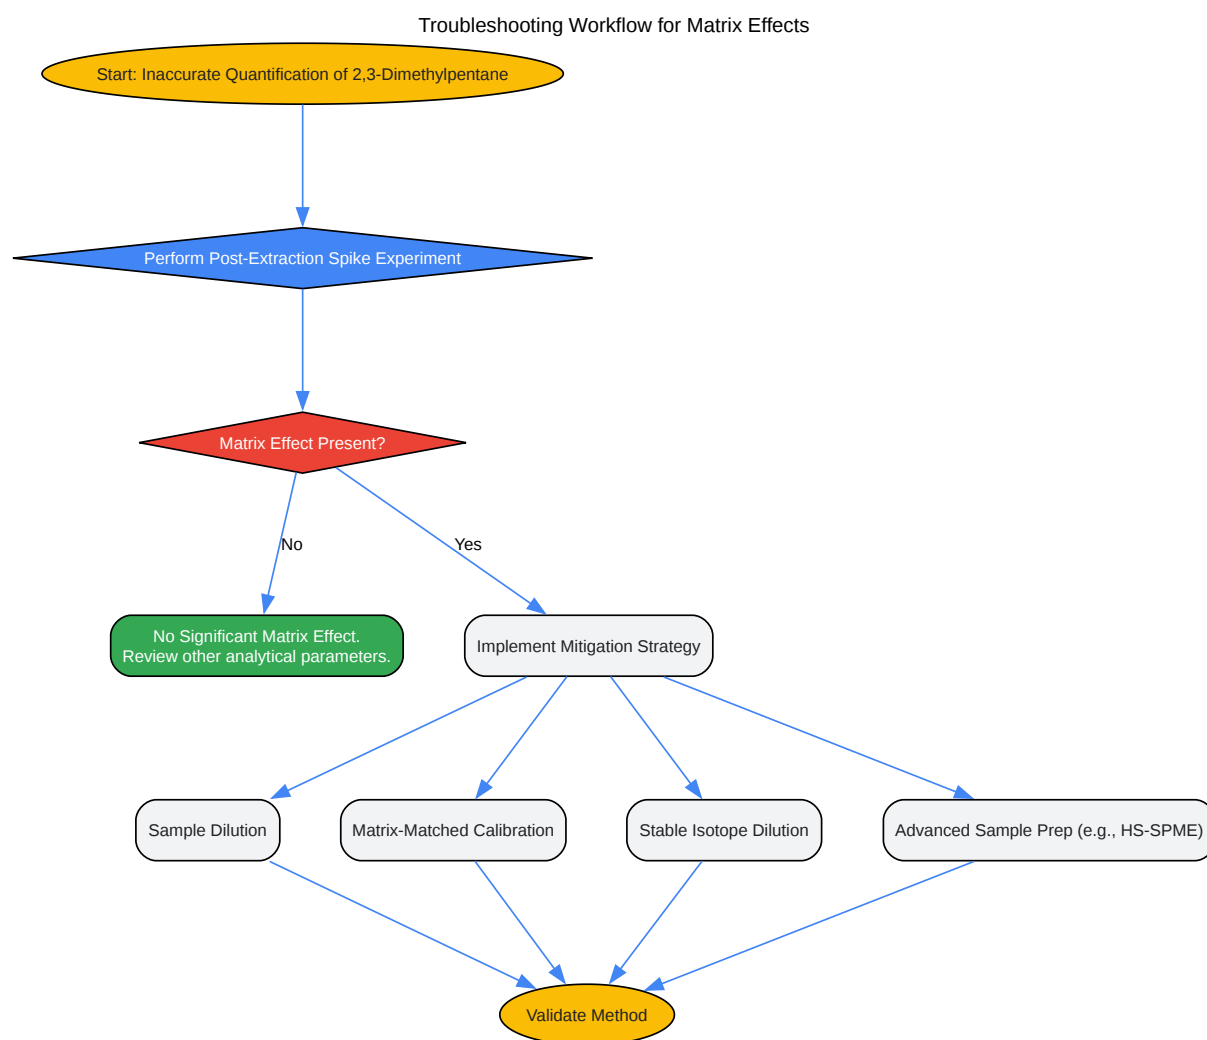 Troubleshooting Workflow for Matrix Effects
Start: Inaccurate Quantification of 2,3-Dimethylpentane
Perform Post-Extraction Spike Experiment
Matrix Effect Present?
No
Yes
No Significant Matrix Effect.
Review other analytical parameters.
Implement Mitigation Strategy
Sample Dilution
Matrix-Matched Calibration
Stable Isotope Dilution
Advanced Sample Prep (e.g., HS-SPME)
Validate Method